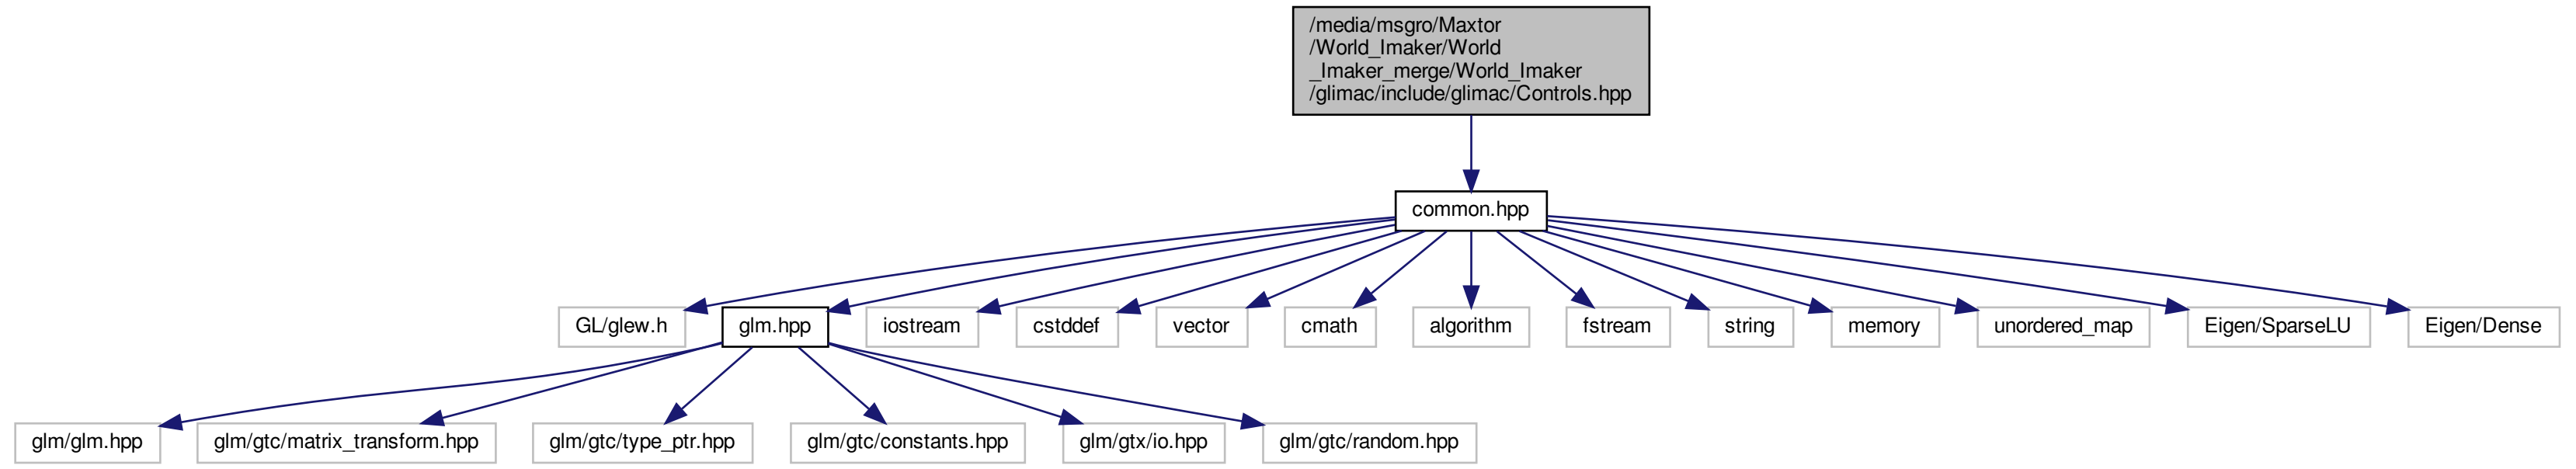 /media/msgro/Maxtor
/World_Imaker/World
_Imaker_merge/World_Imaker
/glimac/include/glimac/Controls.hpp
common.hpp
GL/glew.h
glm.hpp
iostream
cstddef
vector
cmath
algorithm
fstream
string
memory
unordered_map
Eigen/SparseLU
Eigen/Dense
glm/glm.hpp
glm/gtc/matrix_transform.hpp
glm/gtc/type_ptr.hpp
glm/gtc/constants.hpp
glm/gtx/io.hpp
glm/gtc/random.hpp